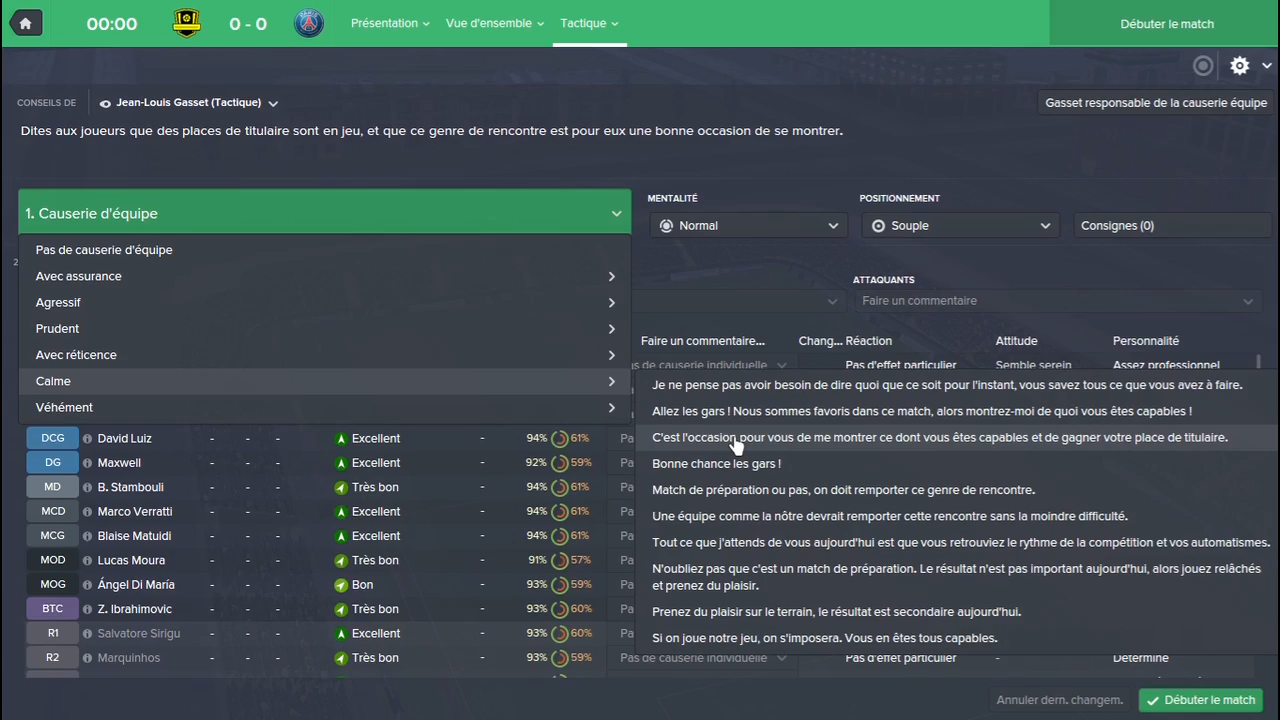 00:00
0 - 0
Présentation
Vue d'ensemble
Tactique
Débuter le match
CONSEILS DE
Jean-Louis Gasset (Tactique)
Gasset responsable de la causerie équipe
Dites aux joueurs que des places de titulaire sont en jeu, et que ce genre de rencontre est pour eux une bonne occasion de se montrer.
1. Causerie d'équipe
MENTALITÉ
POSITIONNEMENT
Normal
Souple
Consignes (0)
Pas de causerie d'équipe
Avec assurance
Agressif
Prudent
Avec réticence
Calme
Véhément
2
ATTAQUANTS
Faire un commentaire
Faire un commentaire... Chang... Réaction Attitude Personnalité
s de causerie individuelle Pas d'effet particulier Semble serein Assez professionnel
Je ne pense pas avoir besoin de dire quoi que ce soit pour l'instant, vous savez tous ce que vous avez à faire.
Allez les gars ! Nous sommes favoris dans ce match, alors montrez-moi de quoi vous êtes capables !
C'est l'occasion pour vous de me montrer ce dont vous êtes capables et de gagner votre place de titulaire.
Bonne chance les gars !
Match de préparation ou pas, on doit remporter ce genre de rencontre.
Une équipe comme la nôtre devrait remporter cette rencontre sans la moindre difficulté.
Tout ce que j'attends de vous aujourd'hui est que vous retrouviez le rythme de la compétition et vos automatismes.
N'oubliez pas que c'est un match de préparation. Le résultat n'est pas important aujourd'hui, alors jouez relâchés
et prenez du plaisir.
Prenez du plaisir sur le terrain, le résultat est secondaire aujourd'hui.
Si on joue notre jeu, on s'imposera. Vous en êtes tous capables.
DCG David Luiz - - - Excellent - 94% 61% Pa
DG Maxwell - - - Excellent - 92% 59% Pa
MD B. Stambouli - - - Très bon - 94% 61% Pa
MCD Marco Verratti - - - Excellent - 94% 61% Pa
MCG Blaise Matuidi - - - Excellent - 94% 61% Pa
MOD Lucas Moura - - - Très bon - 91% 57% Pa
MOG Ángel Di María - - - Bon - 93% 59% Pa
BTC Z. Ibrahimovic - - - Très bon - 93% 60% Pa
R1 Salvatore Sirigu - - - Excellent - 93% 60% Pa
R2 Marquinhos - - - Très bon - 93% 59% Pas de causerie individuelle Pas d'effet particulier - Déterminé
Annuler dern. changem.
Débuter le match